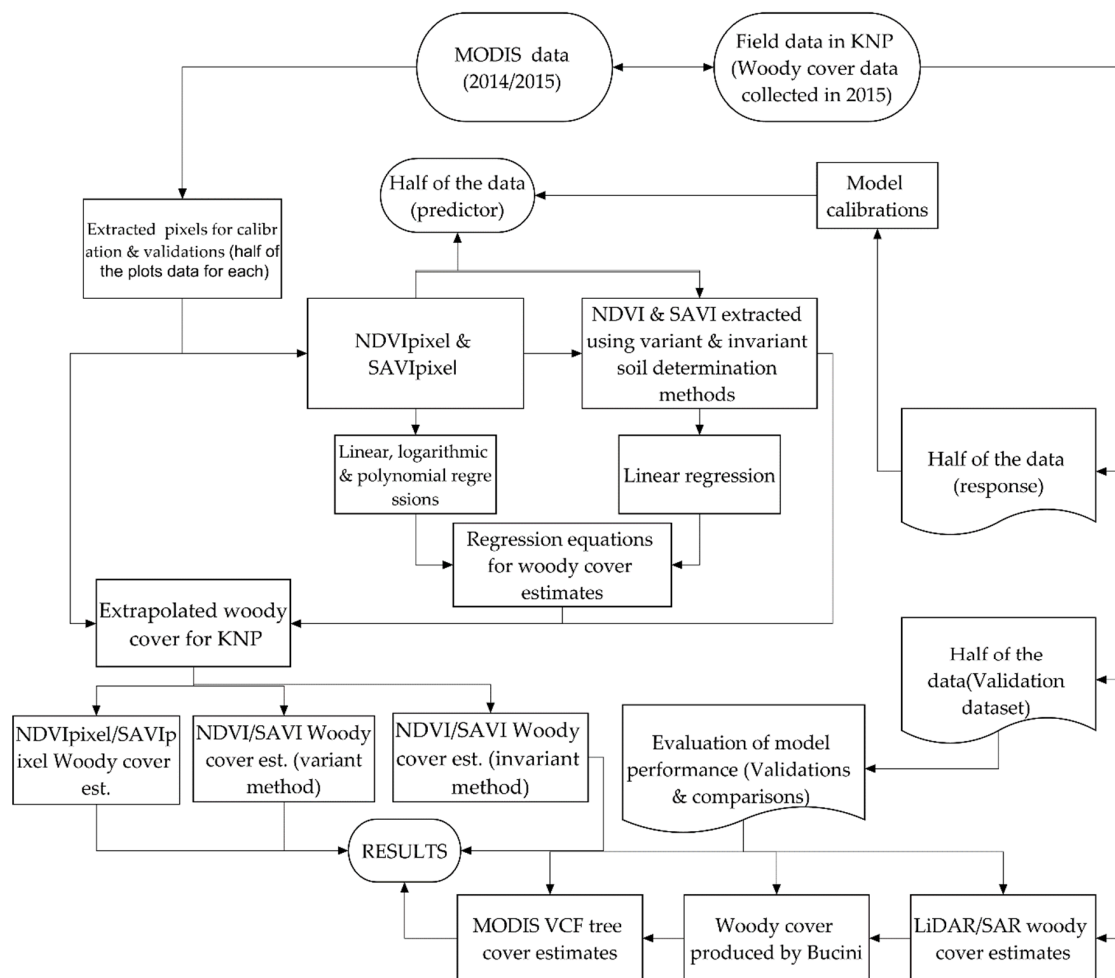 MODIS data
(2014/2015)
Field data in KNP
(Woody cover data
collected in 2015)
Half of the data
(predictor)
Model
calibrations
Extracted pixels for calibr
ation & validations (half of
the plots data for each)
NDVIpixel &
SAVIpixel
NDVI & SAVI extracted
using variant & invariant
soil determination
methods
Linear, logarithmic
& polynomial regre
ssions
Linear regression
Half of the data
(response)
Regression equations
for woody cover
estimates
Extrapolated woody
cover for KNP
Half of the
data(Validation
dataset)
NDVIpixel/SAVIp
ixel Woody cover
est.
NDVI/SAVI Woody
cover est. (variant
method)
NDVI/SAVI Woody
cover est. (invariant
method)
Evaluation of model
performance (Validations
& comparisons)
RESULTS
MODIS VCF tree
cover estimates
Woody cover
produced by Bucini
LiDAR/SAR woody
cover estimates